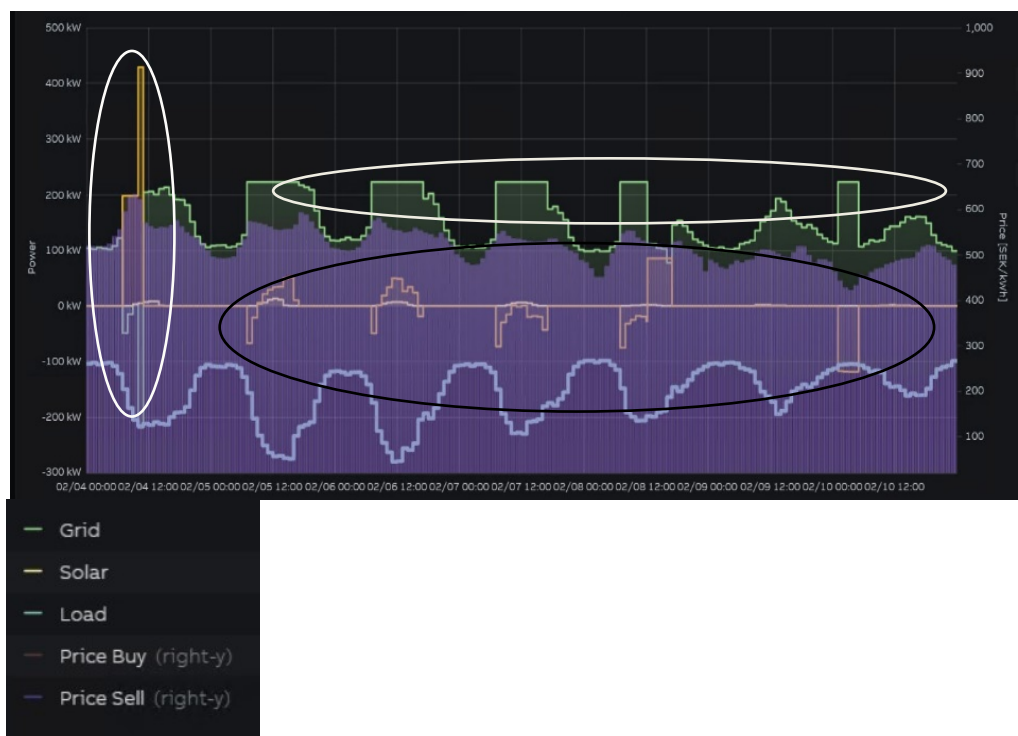 500 kW
400 kW
300 kW
200 kW
100 kW
0 kW
-100 kW
-200 kW
-300 kW
Power
1,000
900
800
700
600
500
400
300
200
100
Price [SEK/kWh]
02/04 00:00 02/04 12:00 02/05 00:00 02/05 12:00 02/06 00:00 02/06 12:00 02/07 00:00 02/07 12:00 02/08 00:00 02/08 12:00 02/09 00:00 02/09 12:00 02/10 00:00 02/10 12:00
Grid
Solar
Load
Price Buy (right-y)
Price Sell (right-y)